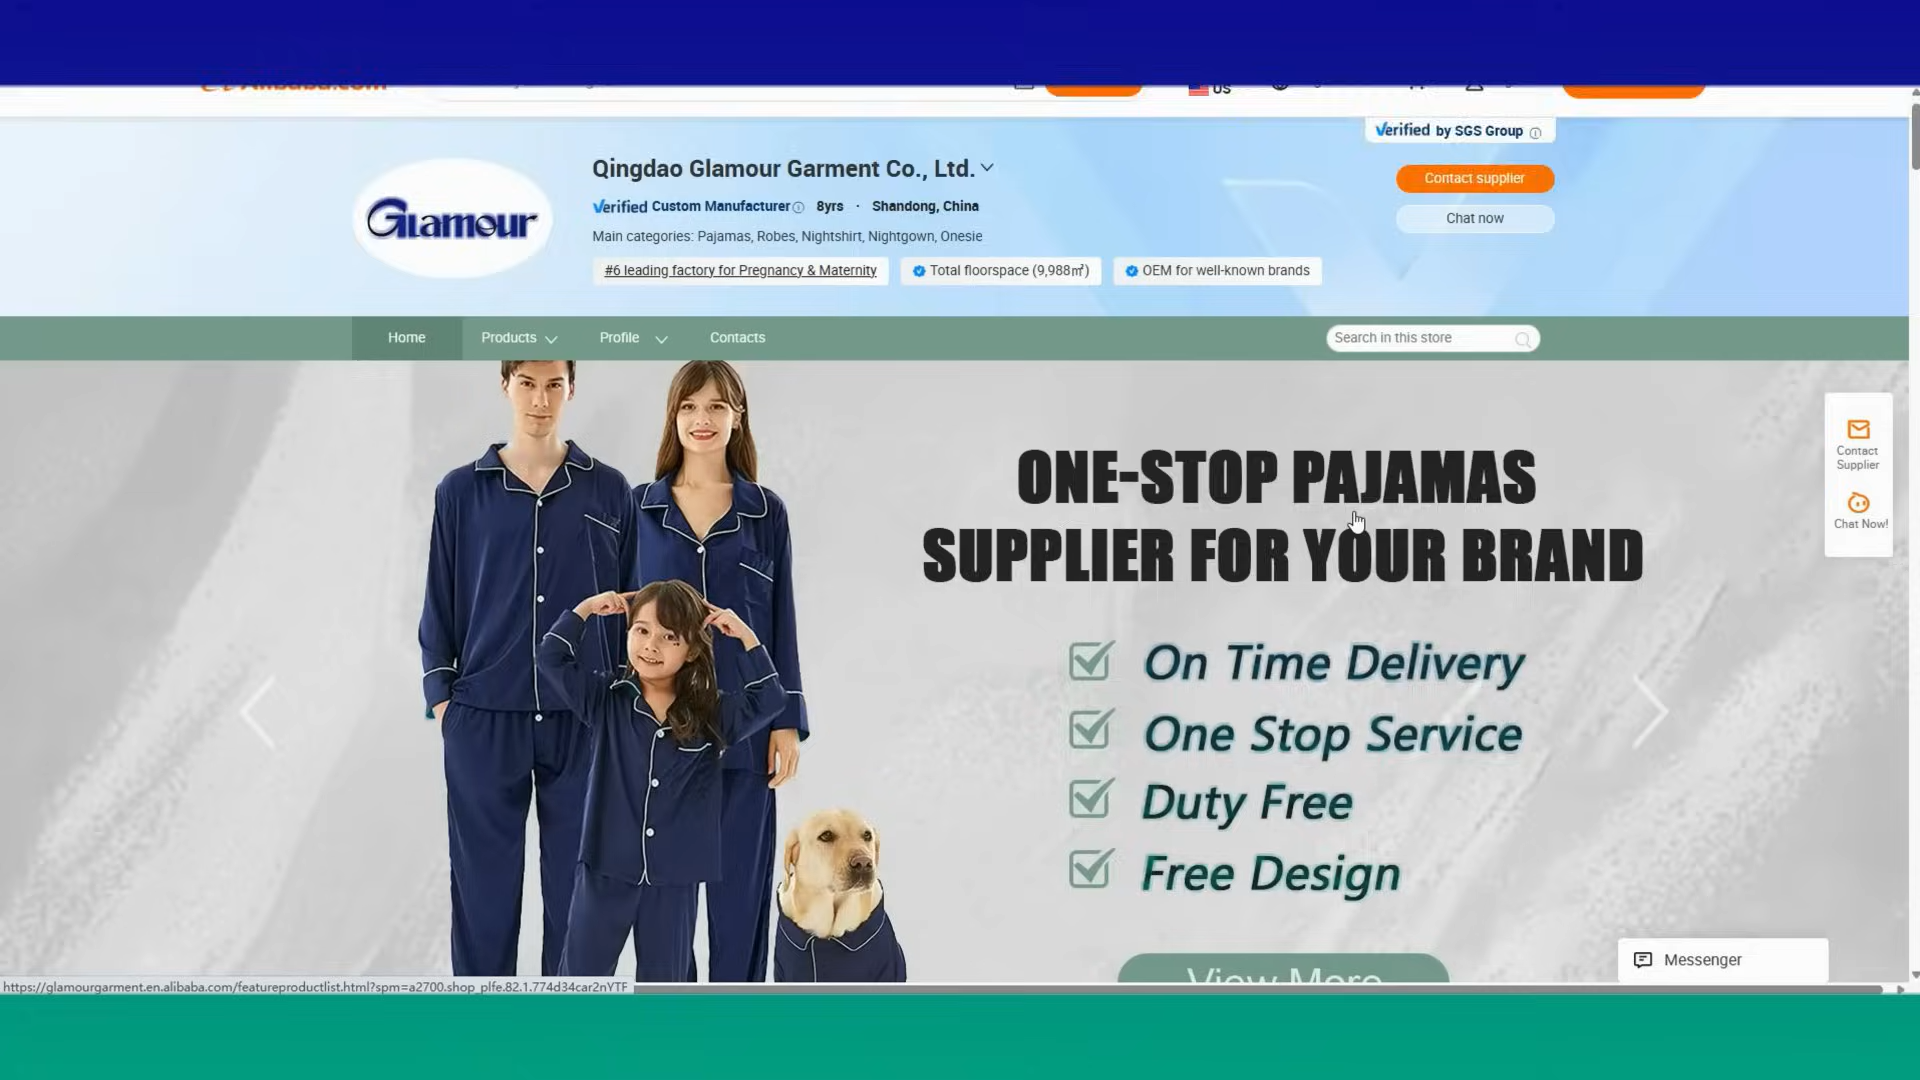 Alibaba.com
US
Verified by SGS Group
Glamour
Qingdao Glamour Garment Co., Ltd.
Verified Custom Manufacturer 8yrs · Shandong, China
Main categories: Pajamas, Robes, Nightshirt, Nightgown, Onesie
#6 leading factory for Pregnancy & Maternity
Total floorspace (9,988㎡)
OEM for well-known brands
Contact supplier
Chat now
Home
Products
Profile
Contacts
Search in this store
ONE-STOP PAJAMAS
SUPPLIER FOR YOUR BRAND
On Time Delivery
One Stop Service
Duty Free
Free Design
View More
Contact
Supplier
Chat Now!
Messenger
https://glamourgarment.en.alibaba.com/featureproductlist.html?spm=a2700.shop_plfe.82.1.774d34car2nYTF